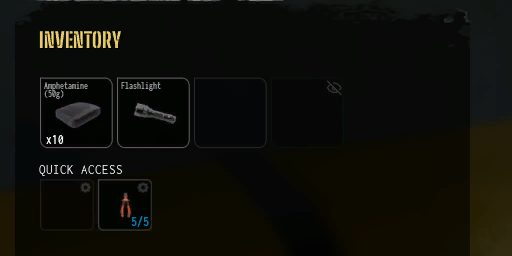 INVENTORY
Amphetamine
(50g)
Flashlight
x10
QUICK ACCESS
5/5